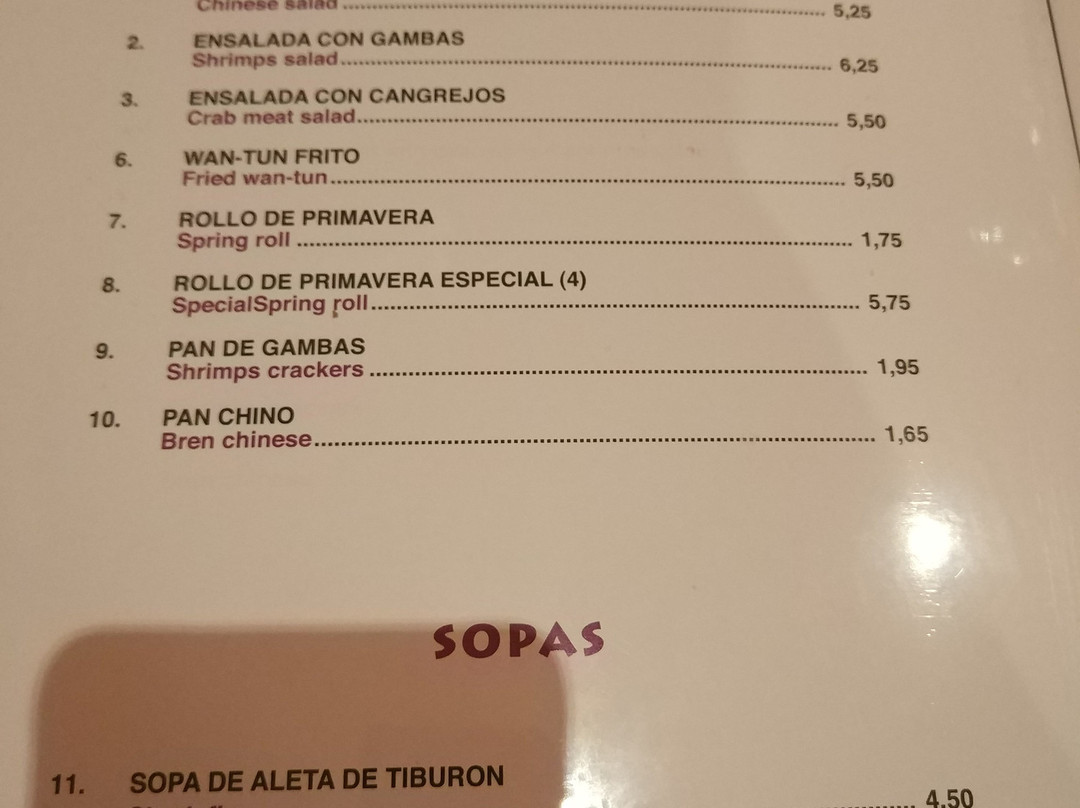 Chinese salad ........ 5,25
2. ENSALADA CON GAMBAS
Shrimps salad ........ 6,25
3. ENSALADA CON CANGREJOS
Crab meat salad ........ 5,50
6. WAN-TUN FRITO
Fried wan-tun ........ 5,50
7. ROLLO DE PRIMAVERA
Spring roll ........ 1,75
8. ROLLO DE PRIMAVERA ESPECIAL (4)
SpecialSpring roll ........ 5,75
9. PAN DE GAMBAS
Shrimps crackers ........ 1,95
10. PAN CHINO
Bren chinese ........ 1,65
SOPAS
11. SOPA DE ALETA DE TIBURON
........ 4,50